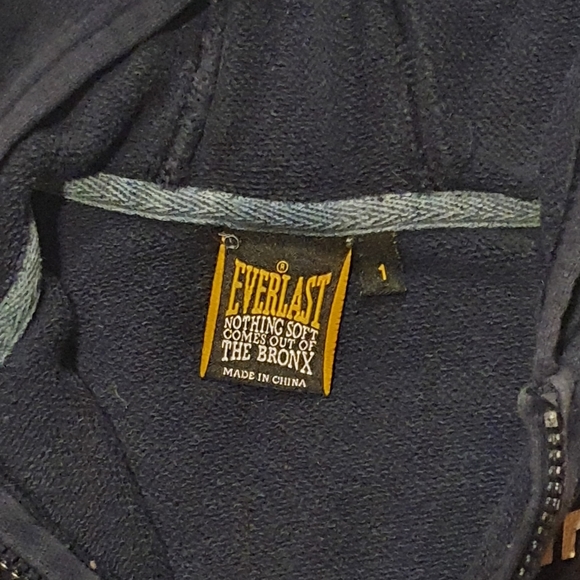 ®
EVERLAST
NOTHING SOFT
COMES OUT OF
THE BRONX
MADE IN CHINA
1